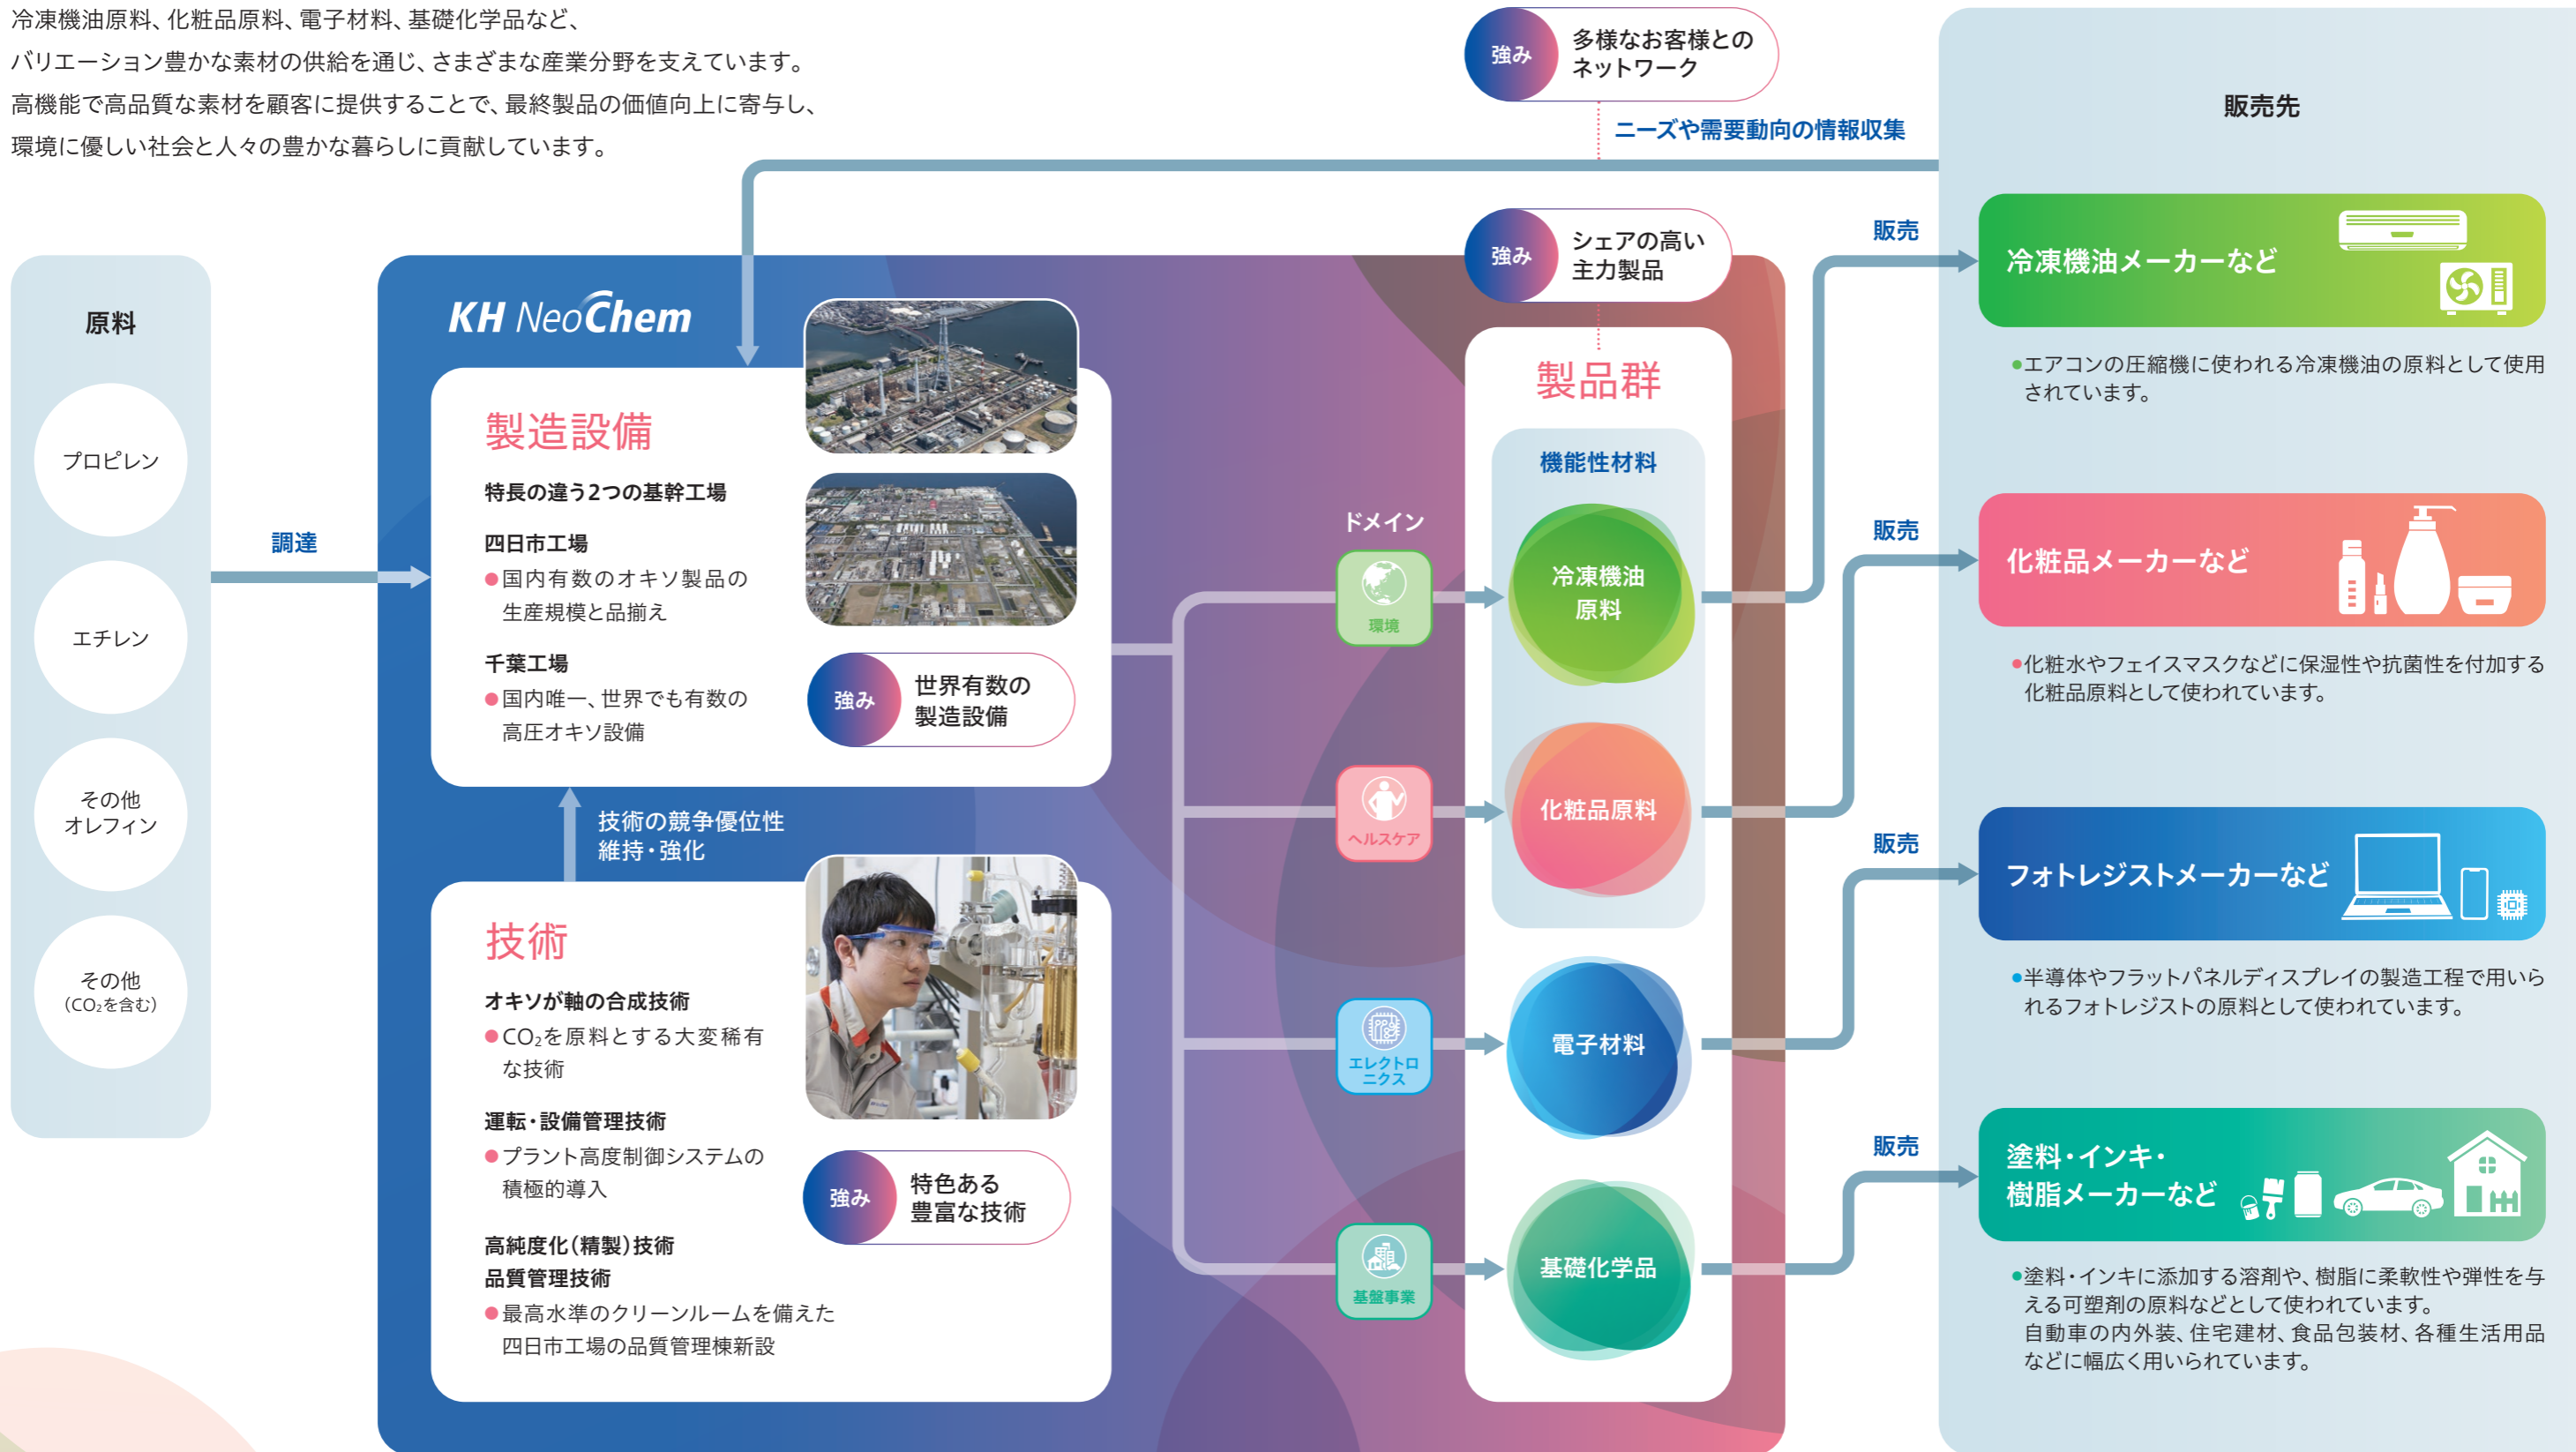 冷凍機油原料、化粧品原料、電子材料、基礎化学品など、
バリエーション豊かな素材の供給を通じ、さまざまな産業分野を支えています。
高機能で高品質な素材を顧客に提供することで、最終製品の価値向上に寄与し、
環境に優しい社会と人々の豊かな暮らしに貢献しています。
強み
多様なお客様との
ネットワーク
ニーズや需要動向の情報収集
原料
プロピレン
エチレン
その他
オレフィン
その他
（CO₂を含む）
調達
KH NeoChem
製造設備
特長の違う2つの基幹工場
四日市工場
●国内有数のオキソ製品の
生産規模と品揃え
千葉工場
●国内唯一、世界でも有数の
高圧オキソ設備
強み
世界有数の
製造設備
技術の競争優位性
維持・強化
技術
オキソが軸の合成技術
●CO₂を原料とする大変稀有
な技術
運転・設備管理技術
●プラント高度制御システムの
積極的導入
高純度化（精製）技術
品質管理技術
●最高水準のクリーンルームを備えた
四日市工場の品質管理棟新設
強み
特色ある
豊富な技術
ドメイン
環境
ヘルスケア
エレクトロ
ニクス
基盤事業
強み
シェアの高い
主力製品
製品群
機能性材料
冷凍機油
原料
化粧品原料
電子材料
基礎化学品
販売
販売
販売
販売
販売先
冷凍機油メーカーなど
●エアコンの圧縮機に使われる冷凍機油の原料として使用
されています。
化粧品メーカーなど
●化粧水やフェイスマスクなどに保湿性や抗菌性を付加する
化粧品原料として使われています。
フォトレジストメーカーなど
●半導体やフラットパネルディスプレイの製造工程で用いら
れるフォトレジストの原料として使われています。
塗料・インキ・
樹脂メーカーなど
●塗料・インキに添加する溶剤や、樹脂に柔軟性や弾性を与
える可塑剤の原料などとして使われています。
自動車の内外装、住宅建材、食品包装材、各種生活用品
などに幅広く用いられています。